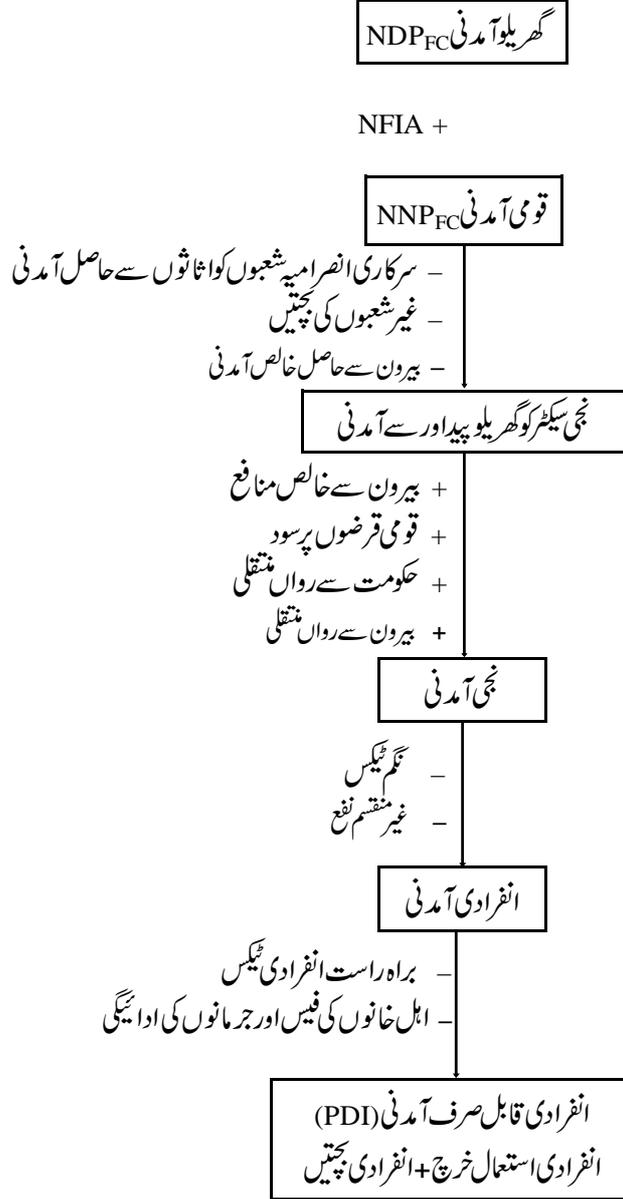 گھریلو آمدنی NDPFC
NFIA +
قومی آمدنی NNPFC
– سرکاری انصرامیہ شعبوں کو اثاثوں سے حاصل آمدنی
– غیر شعبوں کی بچتیں
– بیرون سے حاصل خالص آمدنی
نجی سیکٹر کو گھریلو پیداور سے آمدنی
+ بیرون سے خالص منافع
+ قومی قرضوں پر سود
+ حکومت سے رواں منتقلی
+ بیرون سے رواں منتقلی
نجی آمدنی
– نگم ٹیکس
– غیر منقسم نفع
انفرادی آمدنی
– براہ راست انفرادی ٹیکس
– اہل خانوں کی فیس اور جرمانوں کی ادائیگی
انفرادی قابل صرف آمدنی (PDI)
انفرادی استعمال خرچ + انفرادی بچتیں